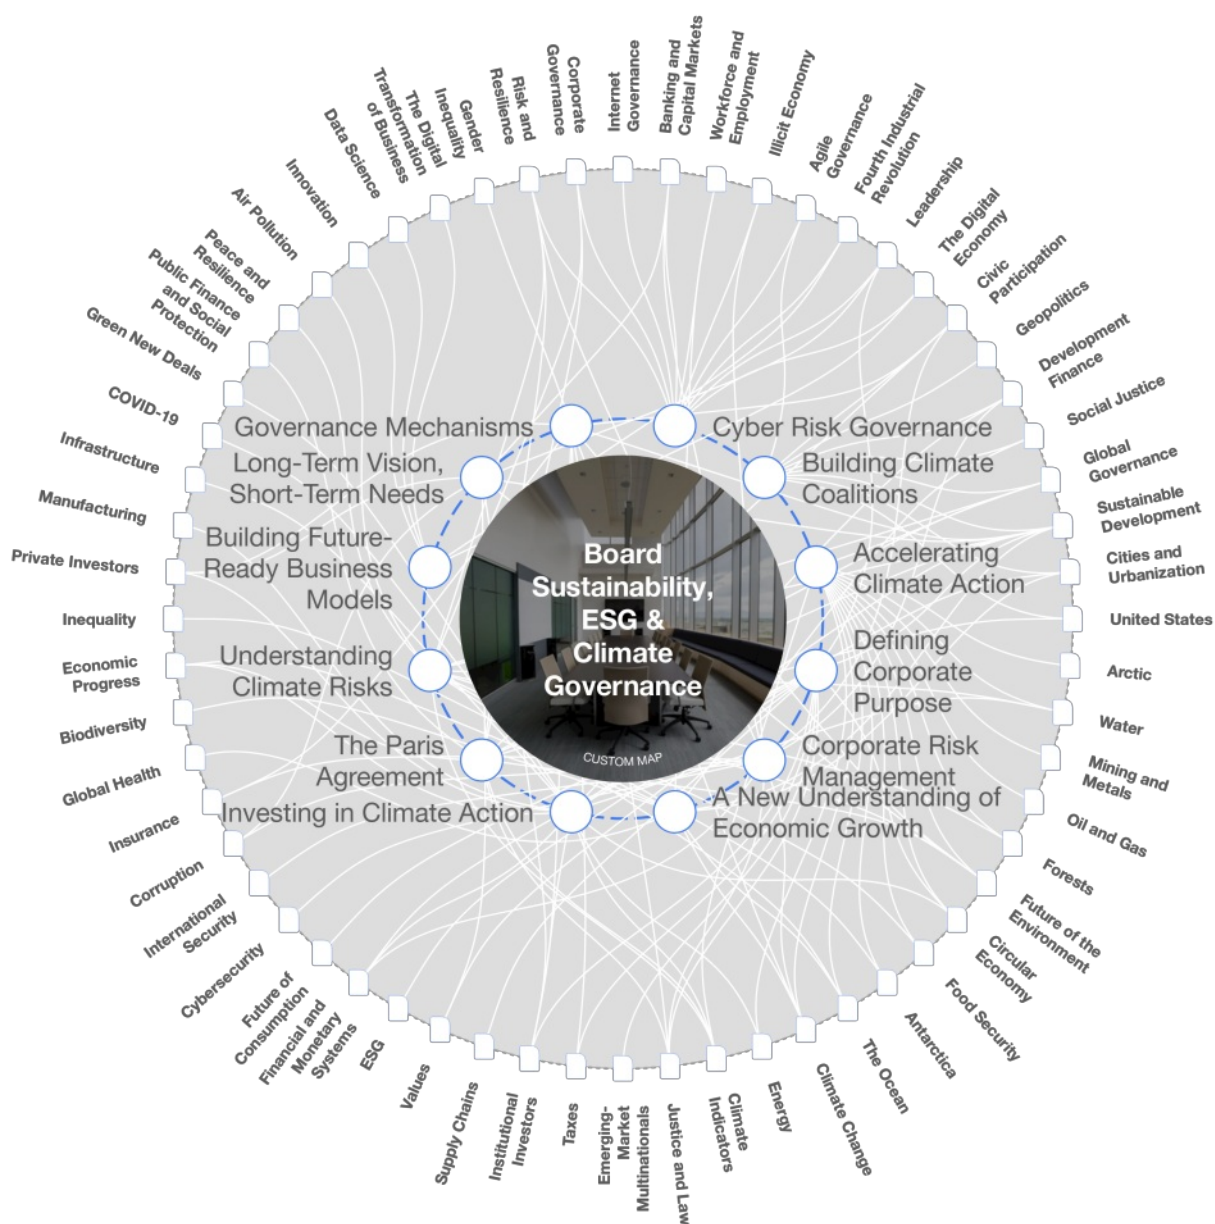 Board
Sustainability,
ESG &
Climate
Governance
CUSTOM MAP
Cyber Risk Governance
Building Climate
Coalitions
Accelerating
Climate Action
Defining
Corporate
Purpose
Corporate Risk
Management
A New Understanding of
Economic Growth
Investing in Climate Action
The Paris
Agreement
Understanding
Climate Risks
Building Future-
Ready Business
Models
Long-Term Vision,
Short-Term Needs
Governance Mechanisms
Internet
Governance
Banking and
Capital Markets
Workforce and
Employment
Illicit Economy
Agile
Governance
Fourth Industrial
Revolution
Leadership
The Digital
Economy
Civic
Participation
Geopolitics
Development
Finance
Social Justice
Global
Governance
Sustainable
Development
Cities and
Urbanization
United States
Arctic
Water
Mining and
Metals
Oil and Gas
Forests
Future of the
Environment
Circular
Economy
Food Security
Antarctica
The Ocean
Climate Change
Energy
Climate
Indicators
Justice and Law
Emerging-
Market
Multinationals
Taxes
Institutional
Investors
Supply Chains
Values
ESG
Financial and
Monetary
Systems
Future of
Consumption
Cybersecurity
International
Security
Corruption
Insurance
Global Health
Biodiversity
Economic
Progress
Inequality
Private Investors
Manufacturing
Infrastructure
COVID-19
Green New Deals
Public Finance
and Social
Protection
Peace and
Resilience
Air Pollution
Innovation
Data Science
The Digital
Transformation
of Business
Gender
Inequality
Risk and
Resilience
Corporate
Governance